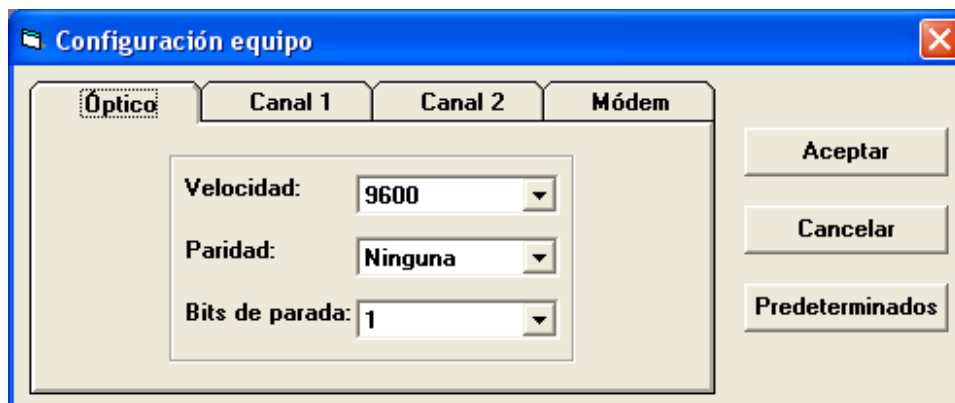 Configuración equipo
Óptico
Canal 1
Canal 2
Módem
Velocidad:
9600
Paridad:
Ninguna
Bits de parada:
1
Aceptar
Cancelar
Predeterminados